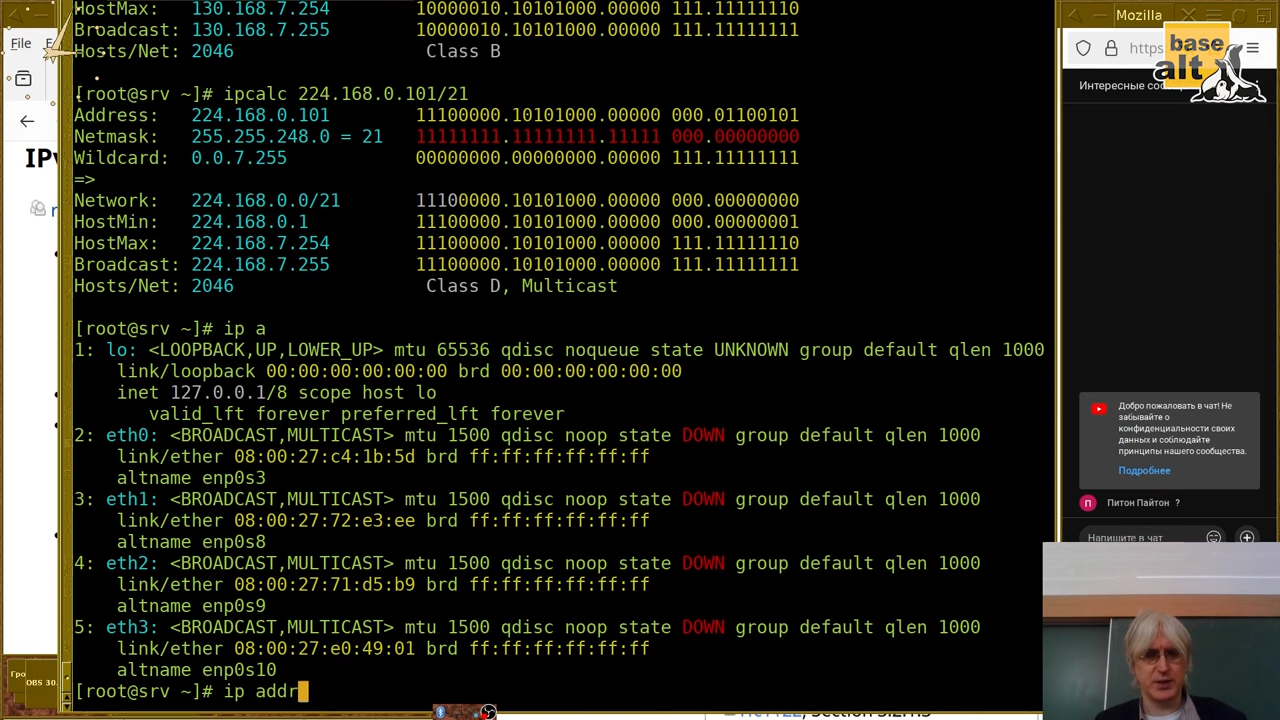 HostMax: 130.168.7.254 10000010.10101000.00000 111.11111110
Broadcast: 130.168.7.255 10000010.10101000.00000 111.11111111
Hosts/Net: 2046 Class B
[root@srv ~]# ipcalc 224.168.0.101/21
Address: 224.168.0.101 11100000.10101000.00000 000.01100101
Netmask: 255.255.248.0 = 21 11111111.11111111.11111 000.00000000
Wildcard: 0.0.7.255 00000000.00000000.00000 111.11111111
=>
Network: 224.168.0.0/21 11100000.10101000.00000 000.00000000
HostMin: 224.168.0.1 11100000.10101000.00000 000.00000001
HostMax: 224.168.7.254 11100000.10101000.00000 111.11111110
Broadcast: 224.168.7.255 11100000.10101000.00000 111.11111111
Hosts/Net: 2046 Class D, Multicast
[root@srv ~]# ip a
1: lo: <LOOPBACK,UP,LOWER_UP> mtu 65536 qdisc noqueue state UNKNOWN group default qlen 1000
link/loopback 00:00:00:00:00:00 brd 00:00:00:00:00:00
inet 127.0.0.1/8 scope host lo
valid_lft forever preferred_lft forever
2: eth0: <BROADCAST,MULTICAST> mtu 1500 qdisc noop state DOWN group default qlen 1000
link/ether 08:00:27:c4:1b:5d brd ff:ff:ff:ff:ff:ff
altname enp0s3
3: eth1: <BROADCAST,MULTICAST> mtu 1500 qdisc noop state DOWN group default qlen 1000
link/ether 08:00:27:72:e3:ee brd ff:ff:ff:ff:ff:ff
altname enp0s8
4: eth2: <BROADCAST,MULTICAST> mtu 1500 qdisc noop state DOWN group default qlen 1000
link/ether 08:00:27:71:d5:b9 brd ff:ff:ff:ff:ff:ff
altname enp0s9
5: eth3: <BROADCAST,MULTICAST> mtu 1500 qdisc noop state DOWN group default qlen 1000
link/ether 08:00:27:e0:49:01 brd ff:ff:ff:ff:ff:ff
altname enp0s10
[root@srv ~]# ip addr
File
IPv
Гро
OBS 30.
Mozilla
https
base
alt
Интересные сооб
Добро пожаловать в чат! Не
забывайте о
конфиденциальности своих
данных и соблюдайте
принципы нашего сообщества.
Подробнее
П
Питон Пайтон ?
Напишите в чат